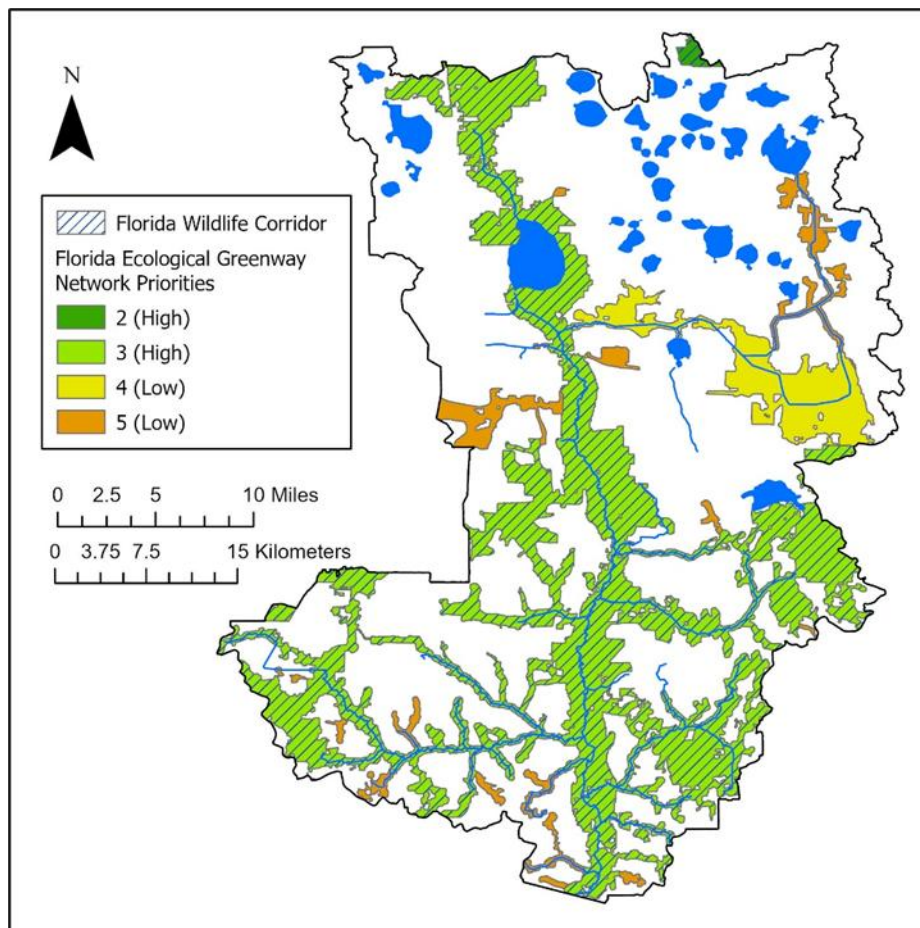 N
Florida Wildlife Corridor
Florida Ecological Greenway
Network Priorities
2 (High)
3 (High)
4 (Low)
5 (Low)
0 2.5 5 10 Miles
0 3.75 7.5 15 Kilometers